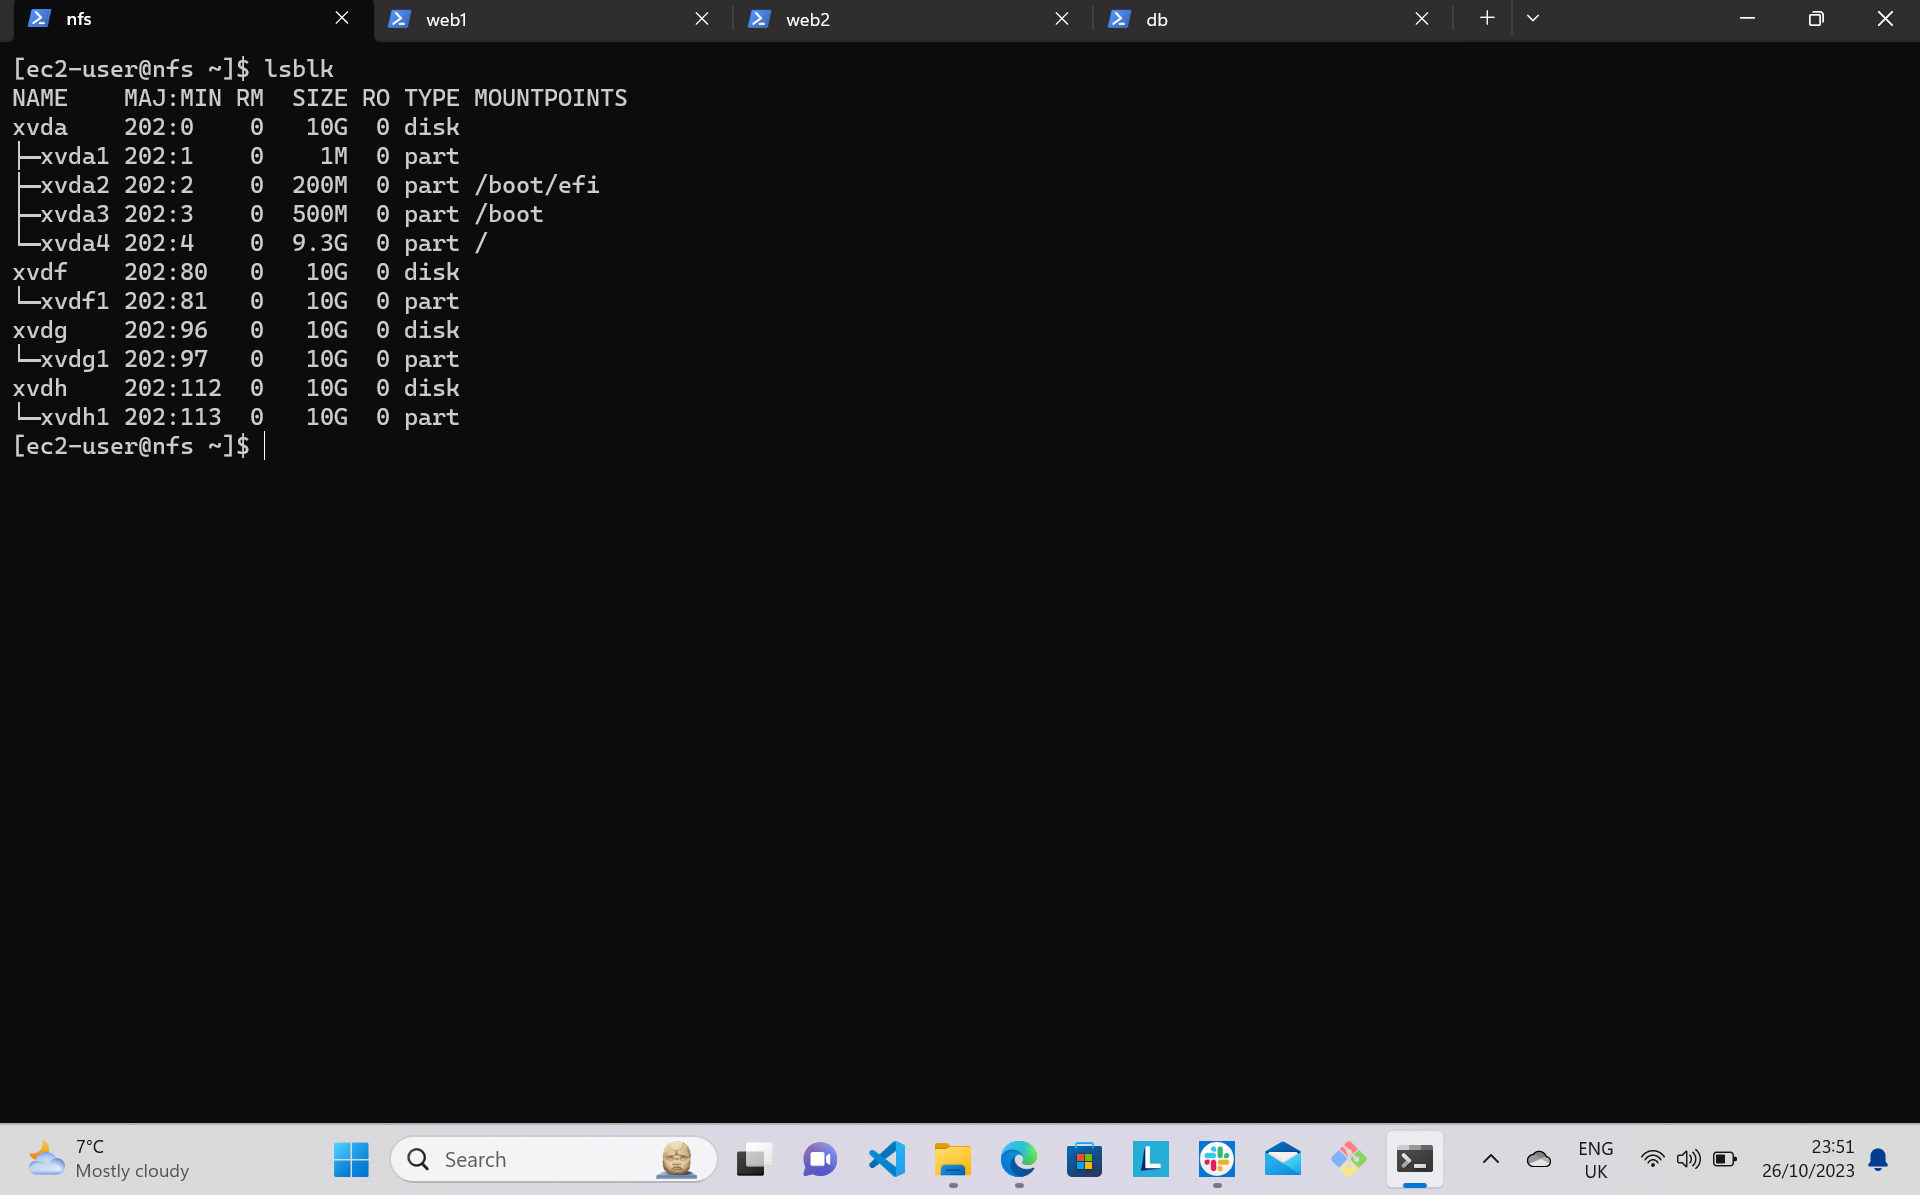 nfs
web1
web2
db
[ec2-user@nfs ~]$ lsblk
NAME    MAJ:MIN RM  SIZE RO TYPE MOUNTPOINTS
xvda    202:0    0   10G  0 disk
├─xvda1 202:1    0    1M  0 part
├─xvda2 202:2    0  200M  0 part /boot/efi
├─xvda3 202:3    0  500M  0 part /boot
└─xvda4 202:4    0  9.3G  0 part /
xvdf    202:80   0   10G  0 disk
└─xvdf1 202:81   0   10G  0 part
xvdg    202:96   0   10G  0 disk
└─xvdg1 202:97   0   10G  0 part
xvdh    202:112  0   10G  0 disk
└─xvdh1 202:113  0   10G  0 part
[ec2-user@nfs ~]$
7°C
Mostly cloudy
Search
L
ENG
UK
23:51
26/10/2023